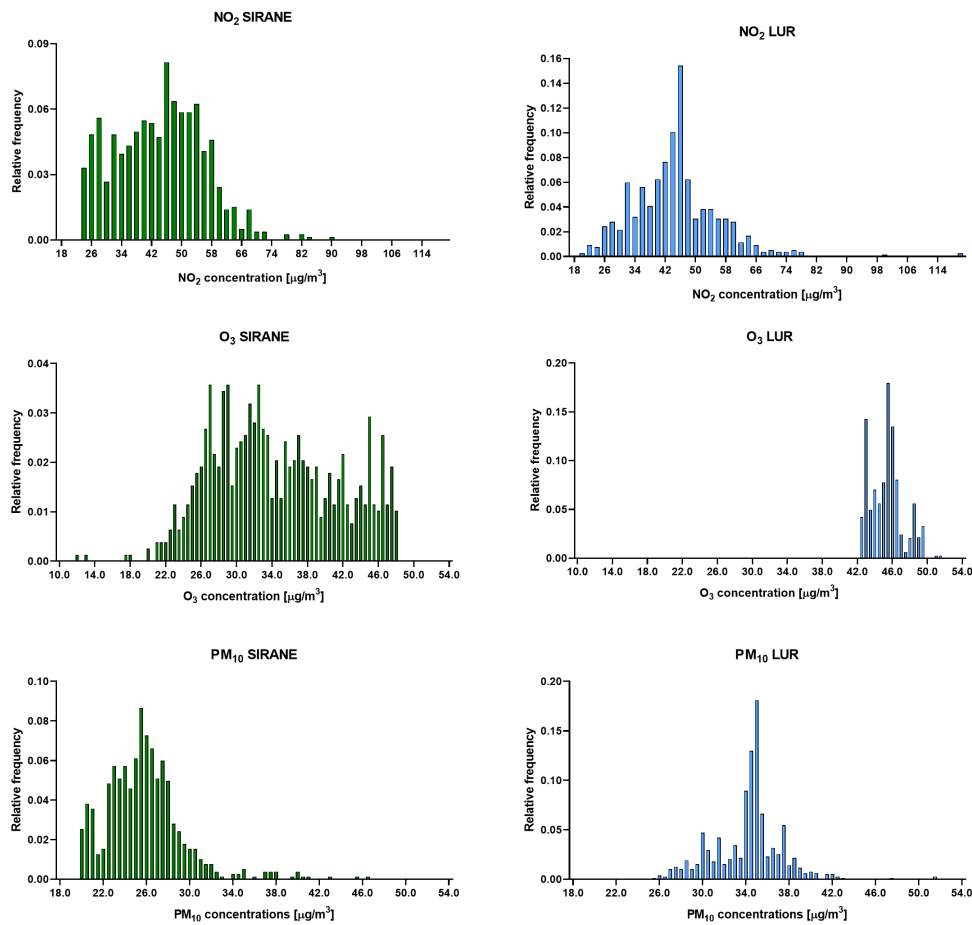 NO2 SIRANE
0.09
0.06
0.03
0.00
Relative frequency
18 26 34 42 50 58 66 74 82 90 98 106 114
NO2 concentration [μg/m3]
NO2 LUR
0.16
0.14
0.12
0.10
0.08
0.06
0.04
0.02
0.00
Relative frequency
18 26 34 42 50 58 66 74 82 90 98 106 114
NO2 concentration [μg/m3]
O3 SIRANE
0.04
0.03
0.02
0.01
0.00
Relative frequency
10.0 14.0 18.0 22.0 26.0 30.0 34.0 38.0 42.0 46.0 50.0 54.0
O3 concentration [μg/m3]
O3 LUR
0.20
0.15
0.10
0.05
0.00
Relative frequency
10.0 14.0 18.0 22.0 26.0 30.0 34.0 38.0 42.0 46.0 50.0 54.0
O3 concentration [μg/m3]
PM10 SIRANE
0.10
0.08
0.06
0.04
0.02
0.00
Relative frequency
18.0 22.0 26.0 30.0 34.0 38.0 42.0 46.0 50.0 54.0
PM10 concentrations [μg/m3]
PM10 LUR
0.20
0.15
0.10
0.05
0.00
Relative frequency
18.0 22.0 26.0 30.0 34.0 38.0 42.0 46.0 50.0 54.0
PM10 concentrations [μg/m3]